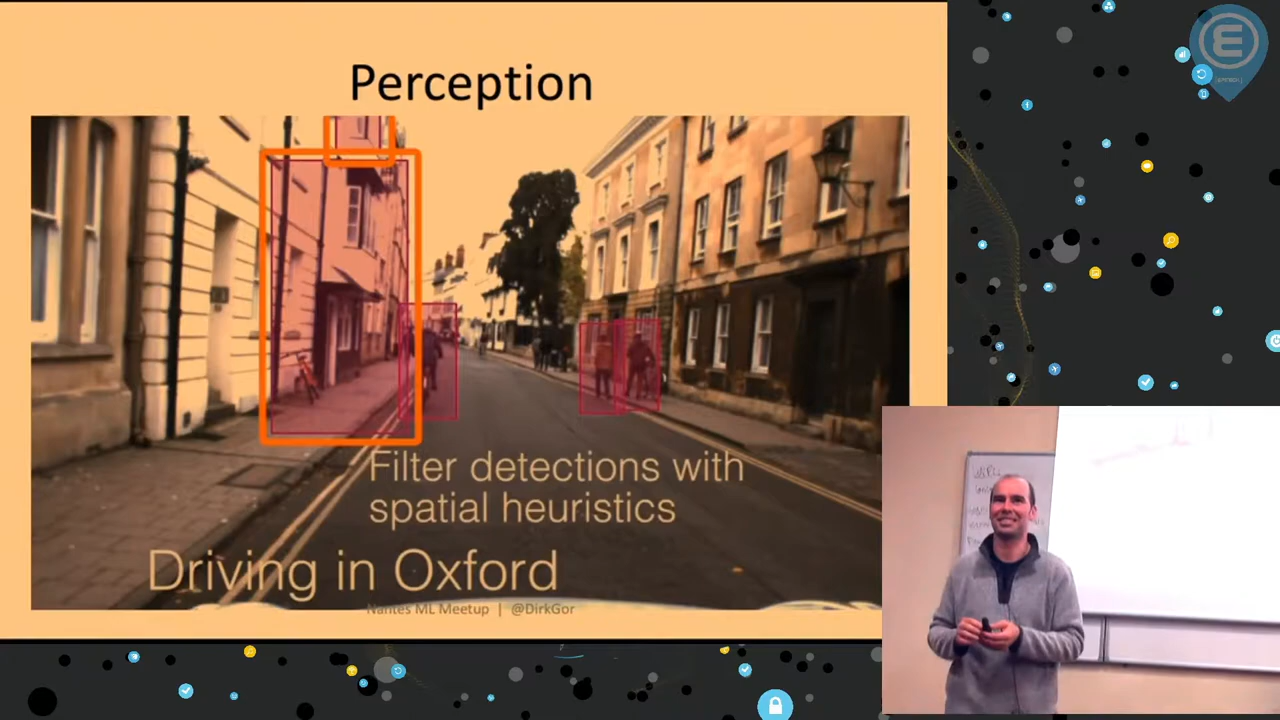 Perception
Filter detections with
spatial heuristics
Driving in Oxford
Nantes ML Meetup | @DirkGor